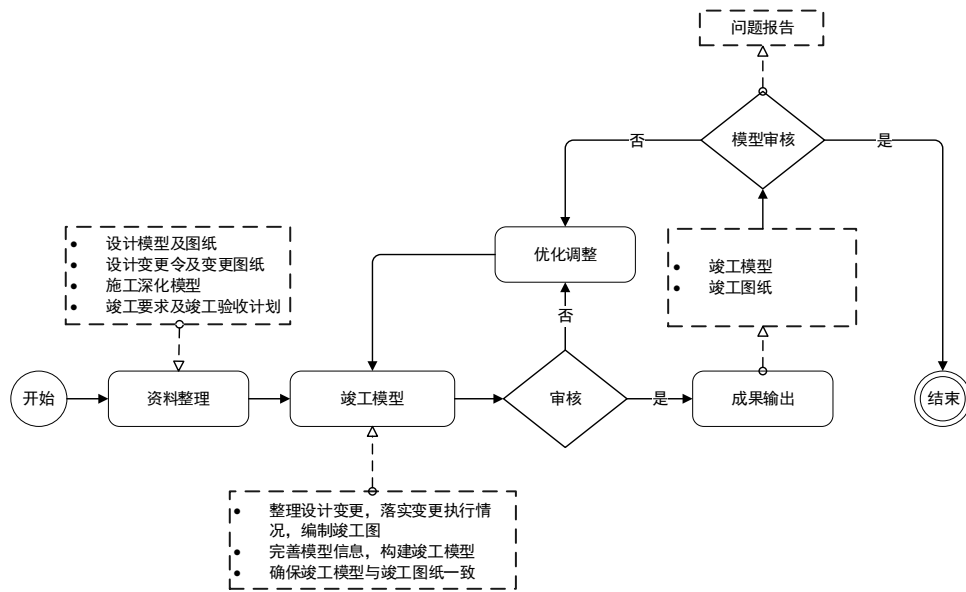 问题报告
模型审核
否
是
设计模型及图纸
设计变更令及变更图纸
施工深化模型
竣工要求及竣工验收计划
优化调整
竣工模型
竣工图纸
否
开始
资料整理
竣工模型
审核
是
成果输出
结束
整理设计变更，落实变更执行情
况，编制竣工图
完善模型信息，构建竣工模型
确保竣工模型与竣工图纸一致